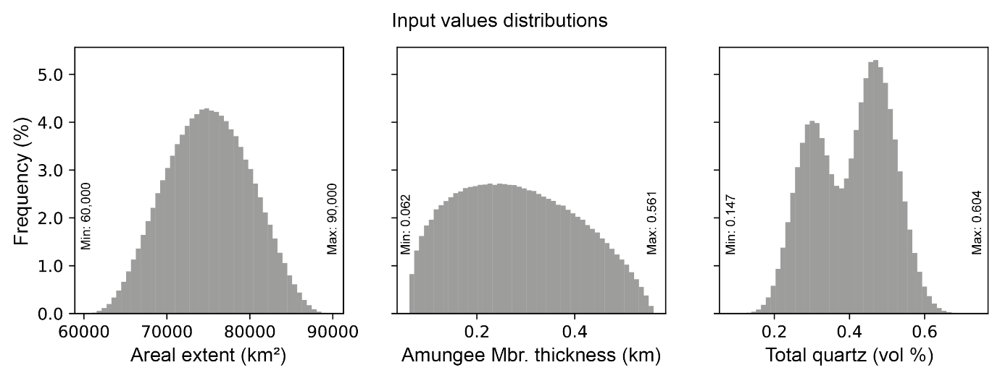 Input values distributions
Frequency (%)
5.0
4.0
3.0
2.0
1.0
0.0
Min: 60,000
Max: 90,000
60000 70000 80000 90000
Areal extent (km²)
Min: 0.062
Max: 0.561
0.2 0.4
Amungee Mbr. thickness (km)
Min: 0.147
Max: 0.604
0.2 0.4 0.6
Total quartz (vol %)